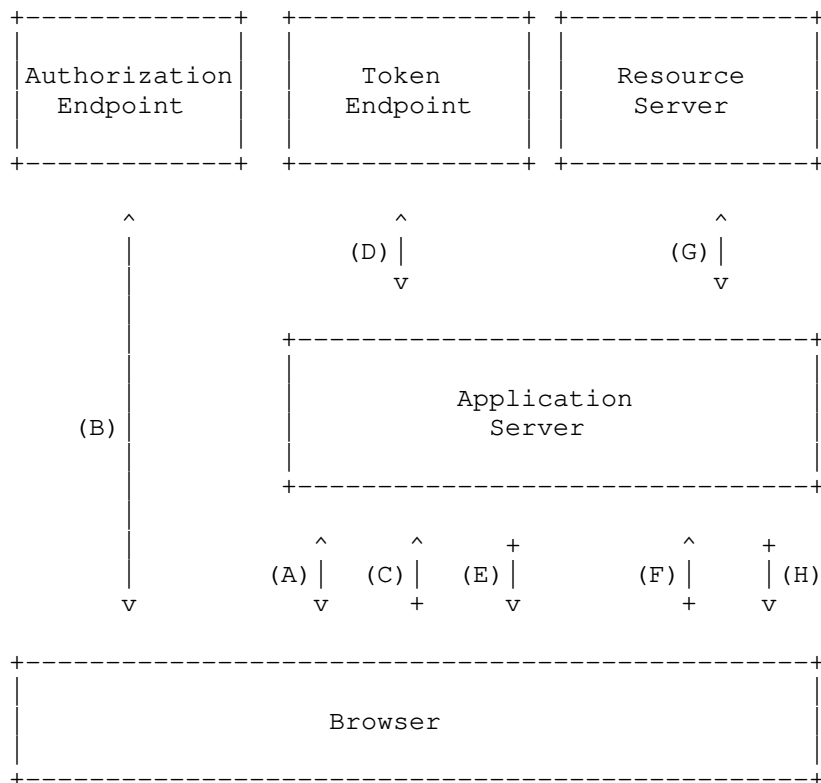 +-------------+  +--------------+ +---------------+
|             |  |              | |               |
|Authorization|  |    Token     | |   Resource    |
|  Endpoint   |  |   Endpoint   | |    Server     |
|             |  |              | |               |
+-------------+  +--------------+ +---------------+

       ^                ^                   ^
       |             (D)|                (G)|
       |                v                   v
       |
       |         +--------------------------------+
       |         |                                |
       |         |          Application           |
    (B)|         |            Server              |
       |         |                                |
       |         +--------------------------------+
       |
       |           ^     ^     +          ^    +
       |        (A)|  (C)|  (E)|       (F)|    |(H)
       v           v     +     v          +    v

+-------------------------------------------------+
|                                                 |
|                   Browser                       |
|                                                 |
+-------------------------------------------------+